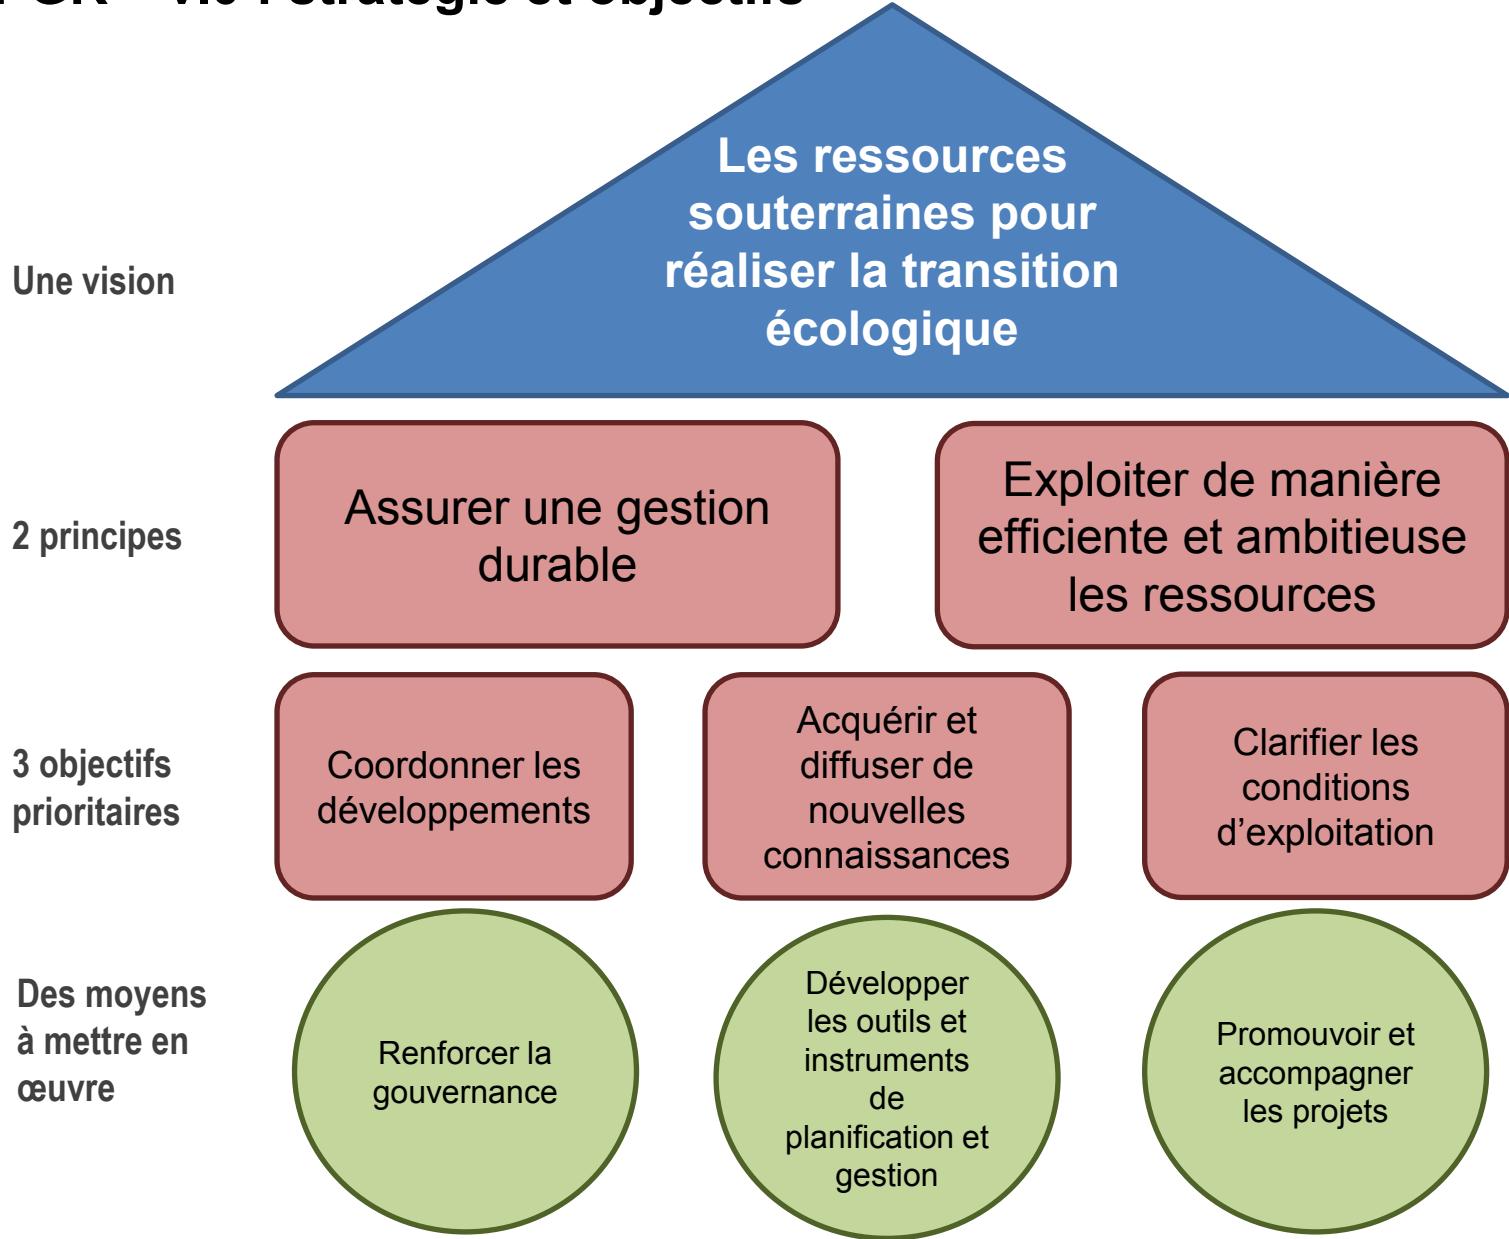 stratégie et objectifs
Les ressources
souterraines pour
réaliser la transition
écologique
Une vision
Assurer une gestion
durable
Exploiter de manière
efficiente et ambitieuse
les ressources
2 principes
Coordonner les
développements
Acquérir et
diffuser de
nouvelles
connaissances
Clarifier les
conditions
d’exploitation
3 objectifs
prioritaires
Renforcer la
gouvernance
Développer
les outils et
instruments
de
planification et
gestion
Promouvoir et
accompagner
les projets
Des moyens
à mettre en
œuvre